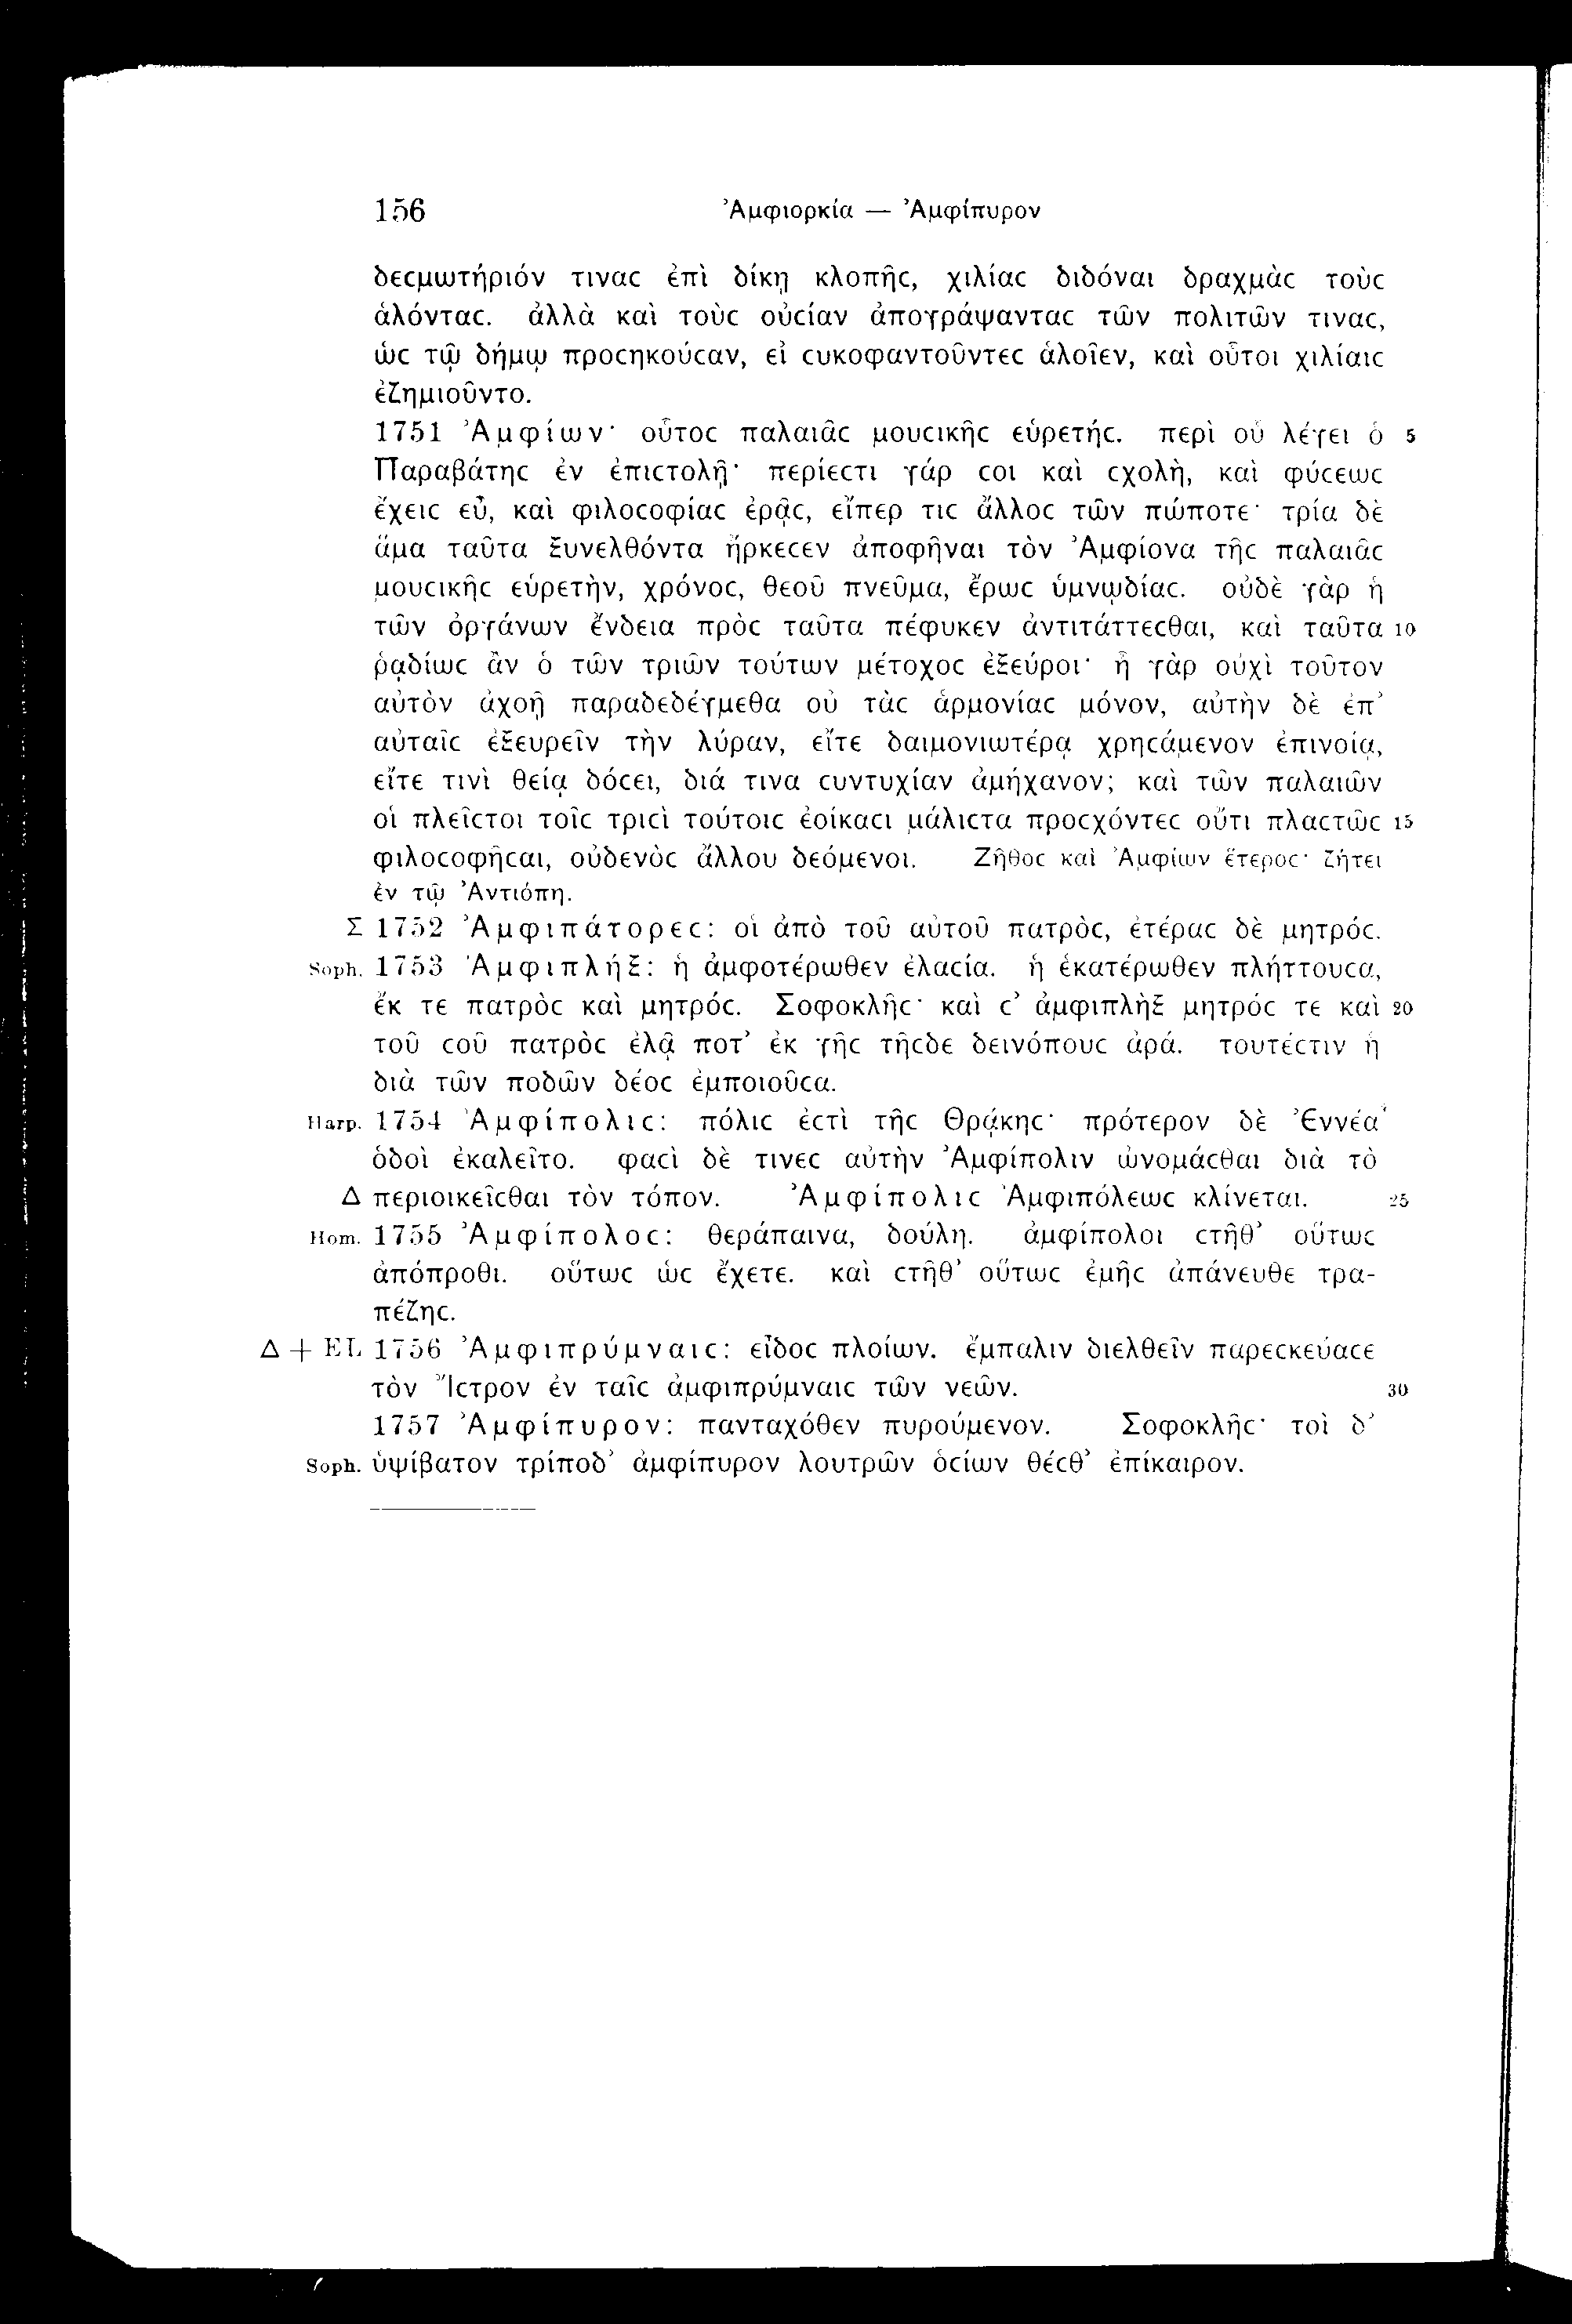 156 Ἀμφιορκία — Ἀμφίπυρον
δεϲμωτήριόν τιναϲ ἐπὶ δίκῃ κλοπῆϲ, χιλίαϲ διδόναι δραχμὰϲ τοὺϲ
ἁλόνταϲ. ἀλλὰ καὶ τοὺϲ οὐϲίαν ἀπογράψανταϲ τῶν πολιτῶν τιναϲ,
ὡϲ τῷ δήμῳ προϲηκούϲαν, εἰ ϲυκοφαντοῦντεϲ ἁλοῖεν, καὶ οὗτοι χιλίαιϲ
ἐζημιοῦντο.
1751 Ἀμφίων· οὗτοϲ παλαιᾶϲ μουϲικῆϲ εὑρετήϲ. περὶ οὗ λέγει ὁ 5
Παραβάτηϲ ἐν ἐπιϲτολῇ· περίεϲτι γάρ ϲοι καὶ ϲχολὴ, καὶ φύϲεωϲ
ἔχειϲ εὖ, καὶ φιλοϲοφίαϲ ἐρᾷϲ, εἴπερ τιϲ ἄλλοϲ τῶν πώποτε· τρία δὲ
ἅμα ταῦτα ξυνελθόντα ἤρκεϲεν ἀποφῆναι τὸν Ἀμφίονα τῆϲ παλαιᾶϲ
μουϲικῆϲ εὑρετὴν, χρόνοϲ, θεοῦ πνεῦμα, ἔρωϲ ὑμνῳδίαϲ. οὐδὲ γὰρ ἡ
τῶν ὀργάνων ἔνδεια πρὸϲ ταῦτα πέφυκεν ἀντιτάττεϲθαι, καὶ ταῦτα 10
ῥᾳδίωϲ ἂν ὁ τῶν τριῶν τούτων μέτοχοϲ ἐξεύροι· ἢ γὰρ οὐχὶ τοῦτον
αὐτὸν ἀχοῇ παραδεδέγμεθα οὐ τὰϲ ἁρμονίαϲ μόνον, αὐτὴν δὲ ἐπ’
αὐταῖϲ ἐξευρεῖν τὴν λύραν, εἴτε δαιμονιωτέρᾳ χρηϲάμενον ἐπινοίᾳ,
εἴτε τινὶ θείᾳ δόϲει, διά τινα ϲυντυχίαν ἀμήχανον; καὶ τῶν παλαιῶν
οἱ πλεῖϲτοι τοῖϲ τριϲὶ τούτοιϲ ἐοίκαϲι μάλιϲτα προϲχόντεϲ οὔτι πλαϲτῶϲ 15
φιλοϲοφῆϲαι, οὐδενὸϲ ἄλλου δεόμενοι. Ζῆθοϲ καὶ Ἀμφίων ἕτεροϲ· ζήτει
ἐν τῷ Ἀντιόπη.
Σ 1752 Ἀμφιπάτορεϲ: οἱ ἀπὸ τοῦ αὐτοῦ πατρὸϲ, ἑτέραϲ δὲ μητρόϲ.
Soph. 1753 Ἀμφιπλήξ: ἡ ἀμφοτέρωθεν ἐλαϲία. ἡ ἑκατέρωθεν πλήττουϲα,
ἔκ τε πατρὸϲ καὶ μητρόϲ. Σοφοκλῆϲ· καὶ ϲ’ ἀμφιπλὴξ μητρόϲ τε καὶ 20
τοῦ ϲοῦ πατρὸϲ ἐλᾷ ποτ’ ἐκ γῆϲ τῆϲδε δεινόπουϲ ἀρά. τουτέϲτιν ἡ
διὰ τῶν ποδῶν δέοϲ ἐμποιοῦϲα.
Harp. 1754 Ἀμφίπολιϲ: πόλιϲ ἐϲτὶ τῆϲ Θρᾴκηϲ· πρότερον δὲ Ἐννέα
ὁδοὶ ἐκαλεῖτο. φαϲὶ δέ τινεϲ αὐτὴν Ἀμφίπολιν ὠνομάϲθαι διὰ τὸ
Δ περιοικεῖϲθαι τὸν τόπον. Ἀμφίπολιϲ Ἀμφιπόλεωϲ κλίνεται. 25
Hom. 1755 Ἀμφίπολοϲ: θεράπαινα, δούλη. ἀμφίπολοι ϲτῆθ’ οὕτωϲ
ἀπόπροθι. οὕτωϲ ὡϲ ἔχετε. καὶ ϲτῆθ’ οὕτωϲ ἐμῆϲ ἀπάνευθε τρα-
πέζηϲ.
Δ + EL 1756 Ἀμφιπρύμναιϲ: εἶδοϲ πλοίων. ἔμπαλιν διελθεῖν παρεϲκεύαϲε
τὸν Ἴϲτρον ἐν ταῖϲ ἀμφιπρύμναιϲ τῶν νεῶν. 30
1757 Ἀμφίπυρον: πανταχόθεν πυρούμενον. Σοφοκλῆϲ· τοὶ δ’
Soph. ὑψίβατον τρίποδ’ ἀμφίπυρον λουτρῶν ὁϲίων θέϲθ’ ἐπίκαιρον.